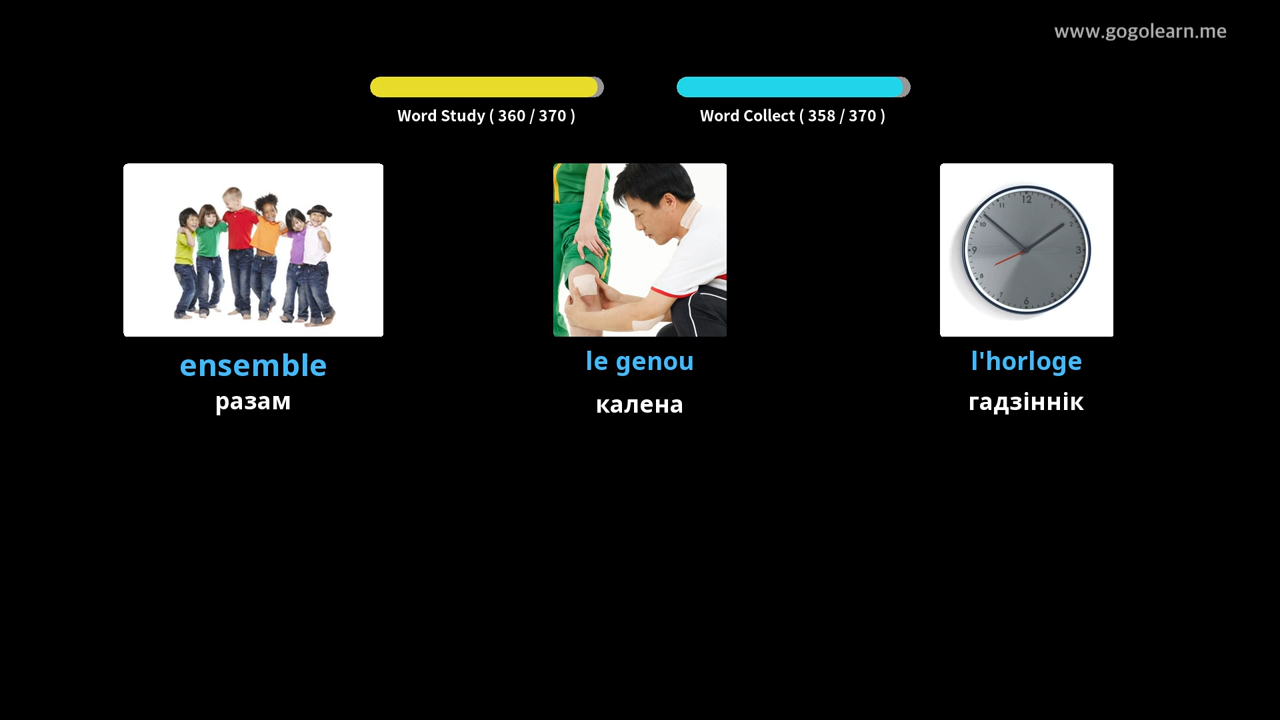 www.gogolearn.me
Word Study ( 360 / 370 )
Word Collect ( 358 / 370 )
ensemble
разам
le genou
калена
l'horloge
гадзіннік